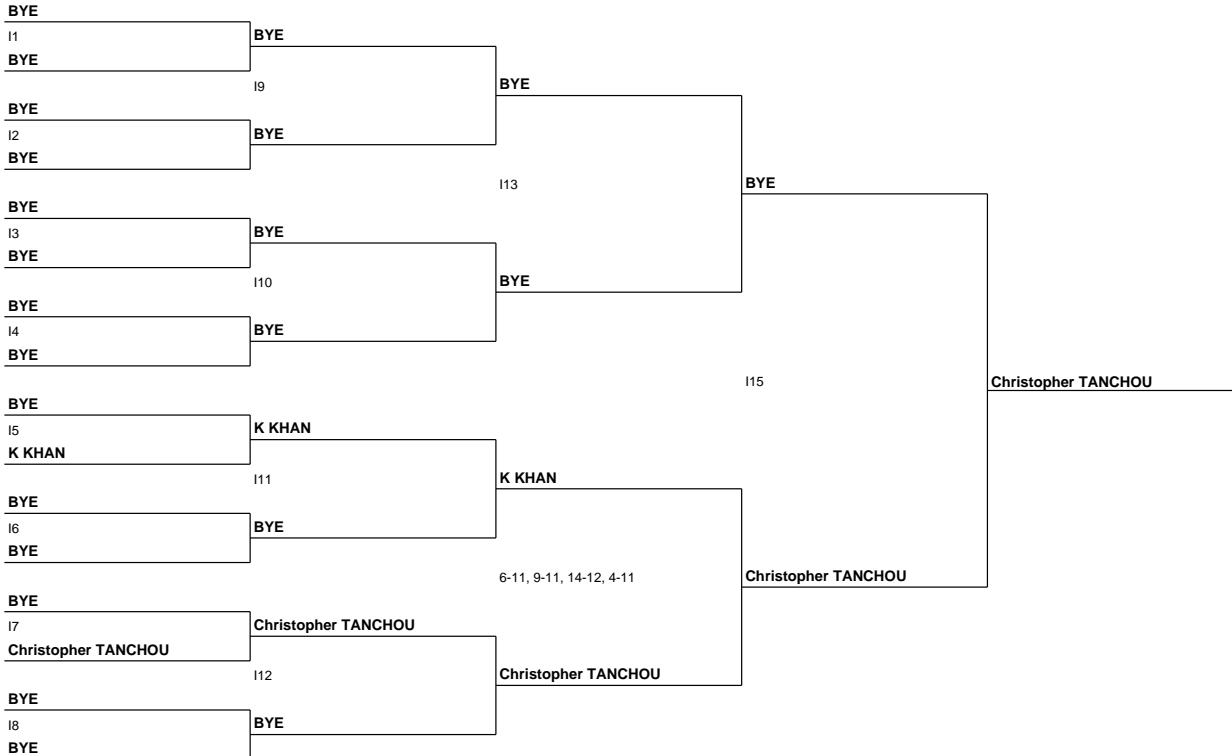 BYE
I1
BYE
BYE
I9
BYE
BYE
I2
BYE
BYE
I13
BYE
BYE
I3
BYE
BYE
I10
BYE
BYE
I4
BYE
BYE
I15
Christopher TANCHOU
BYE
I5
K KHAN
K KHAN
I11
K KHAN
BYE
I6
BYE
BYE
6-11, 9-11, 14-12, 4-11
Christopher TANCHOU
BYE
I7
Christopher TANCHOU
Christopher TANCHOU
I12
Christopher TANCHOU
BYE
I8
BYE
BYE